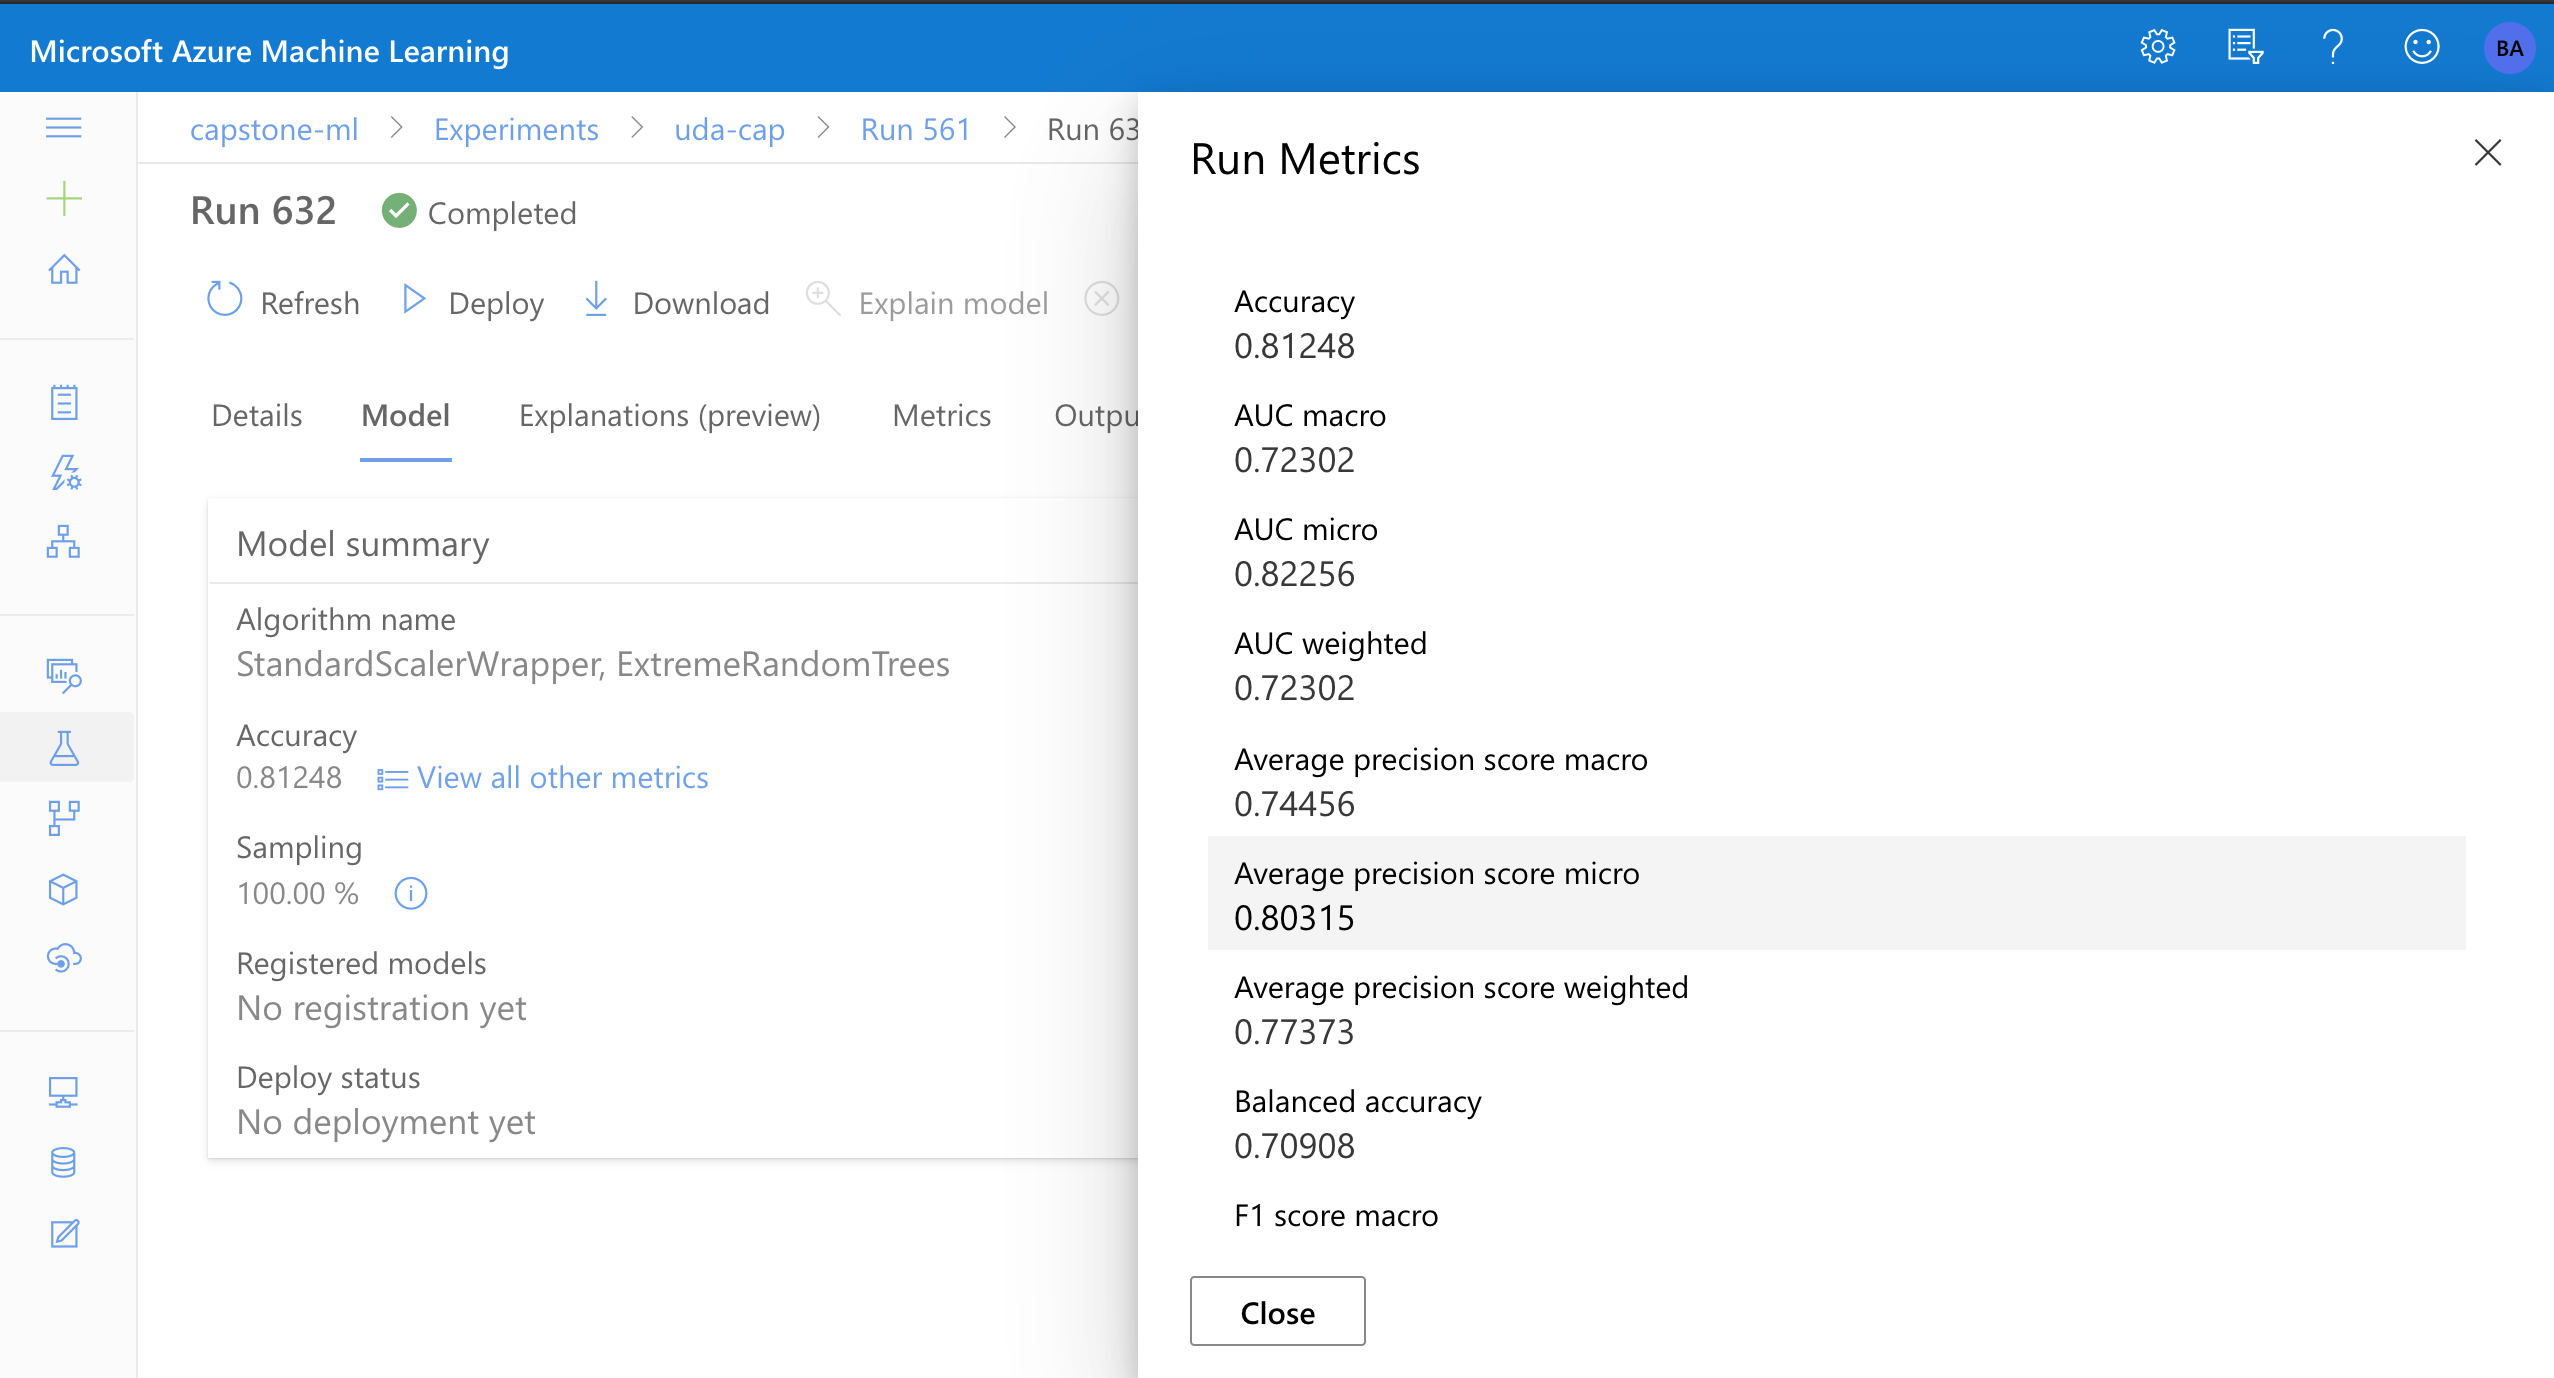 Microsoft Azure Machine Learning
BA
capstone-ml > Experiments > uda-cap > Run 561 > Run 63
Run 632 Completed
Refresh Deploy Download Explain model
Details Model Explanations (preview) Metrics Outpu
Model summary
Algorithm name
StandardScalerWrapper, ExtremeRandomTrees
Accuracy
0.81248 View all other metrics
Sampling
100.00 %
Registered models
No registration yet
Deploy status
No deployment yet
Run Metrics
Accuracy
0.81248
AUC macro
0.72302
AUC micro
0.82256
AUC weighted
0.72302
Average precision score macro
0.74456
Average precision score micro
0.80315
Average precision score weighted
0.77373
Balanced accuracy
0.70908
F1 score macro
Close